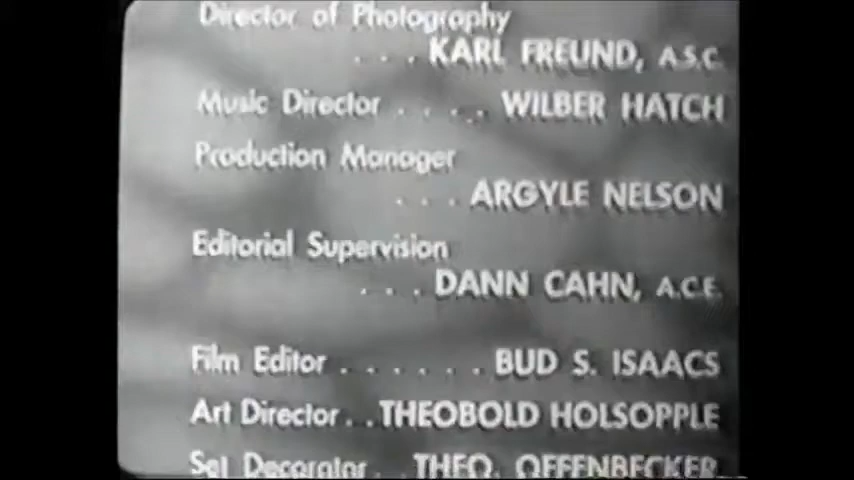 Director of Photography
. . . KARL FREUND, A.S.C.
Music Director . . . . WILBER HATCH
Production Manager
. . . ARGYLE NELSON
Editorial Supervision
. . . DANN CAHN, A.C.E.
Film Editor . . . . . . BUD S. ISAACS
Art Director . . THEOBOLD HOLSOPPLE
Set Decorator . . THEO. OFFENBECKER